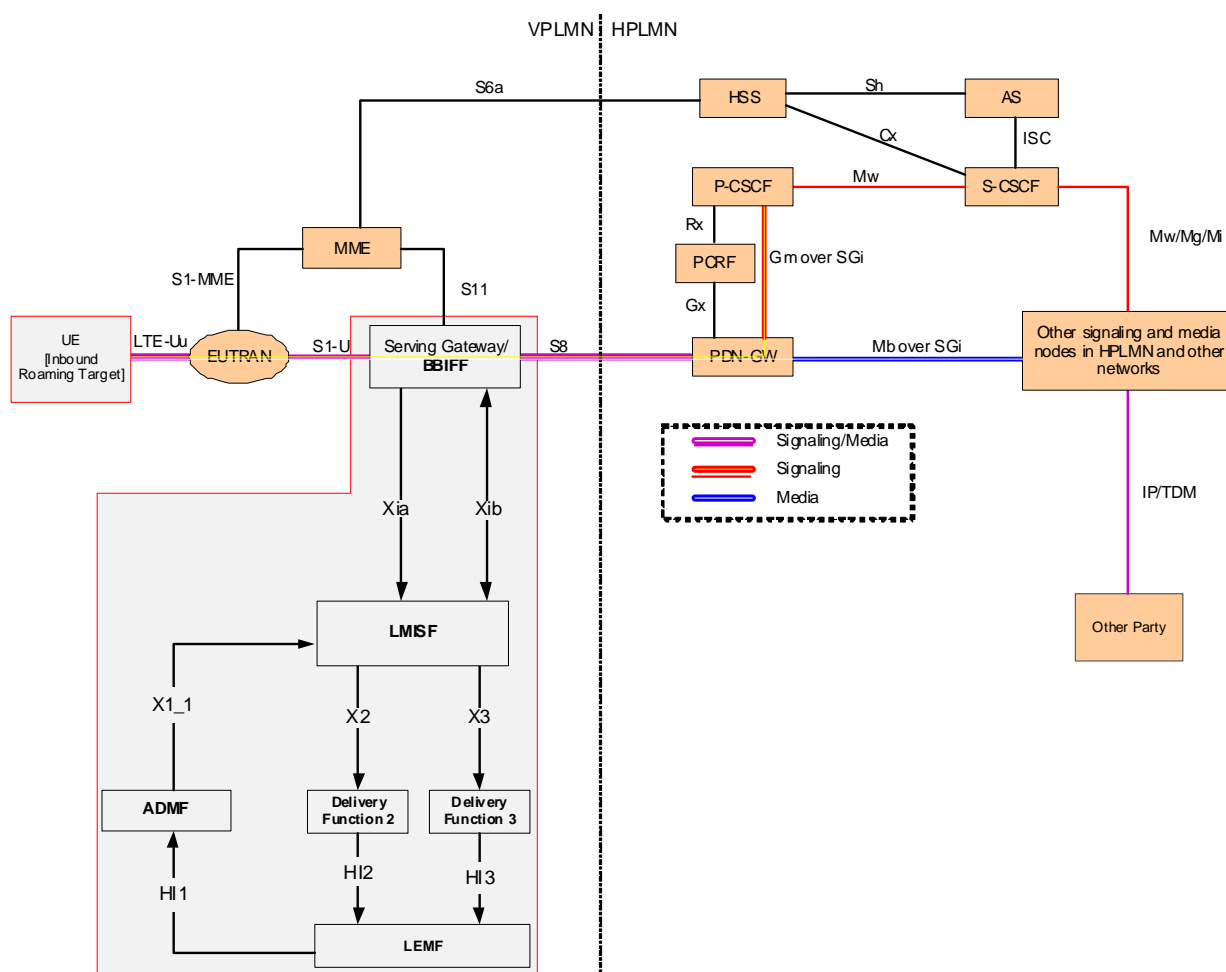 VPLMN
HPLMN
S6a
HSS
Sh
AS
Cx
ISC
P-CSCF
Mw
S-CSCF
Rx
MME
PCRF
Gm over SGi
Mw/Mg/Mi
S1-MME
S11
Gx
UE
[Inbound
Roaming Target]
LTE-Uu
EUTRAN
S1-U
Serving Gateway/
BBIFF
S8
PDN-GW
Mb over SGi
Other signaling and media
nodes in HPLMN and other
networks
Signaling/Media
Signaling
Media
Xia
Xib
IP/TDM
LMISF
Other Party
X1_1
X2
X3
ADMF
Delivery
Function 2
Delivery
Function 3
HI1
HI2
HI3
LEMF